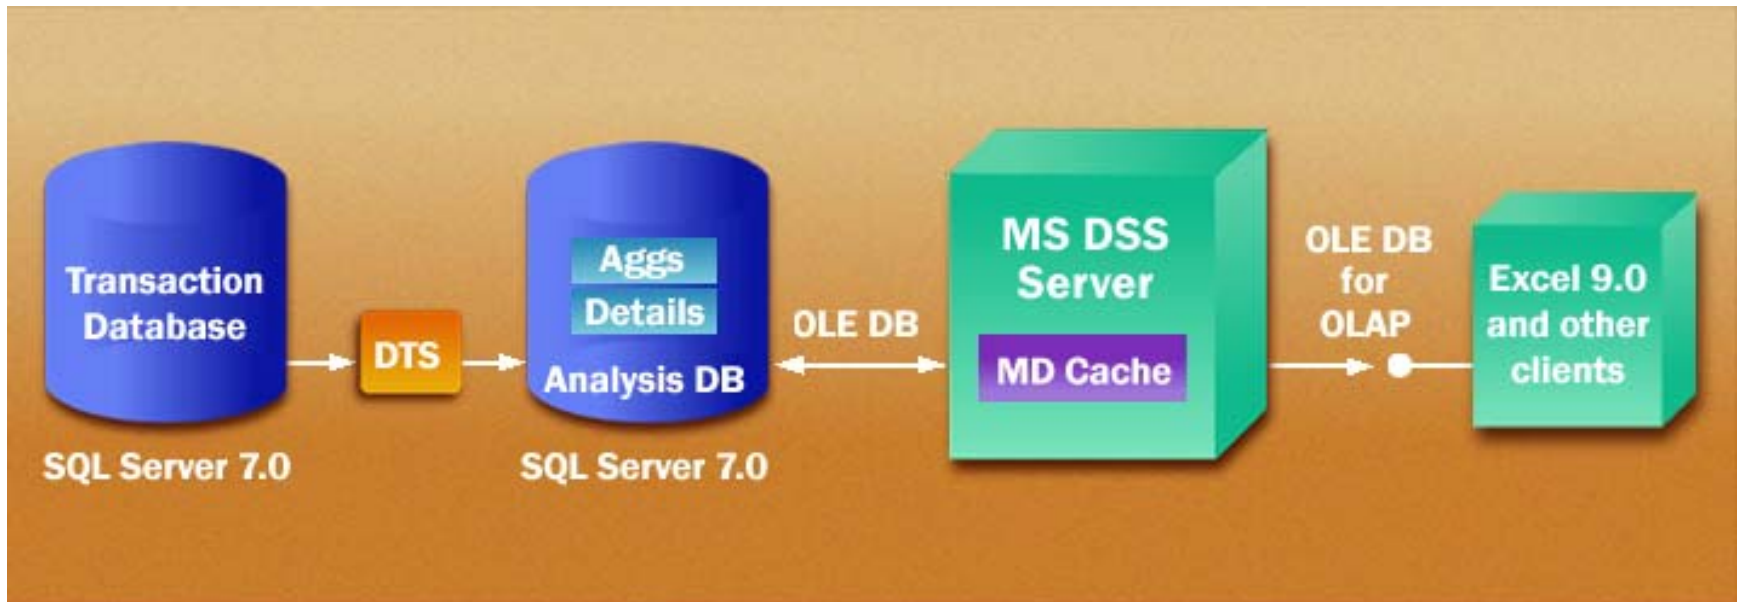 Transaction
Database
SQL Server 7.0
DTS
Aggs
Details
Analysis DB
SQL Server 7.0
OLE DB
MS DSS
Server
MD Cache
OLE DB
for
OLAP
Excel 9.0
and other
clients